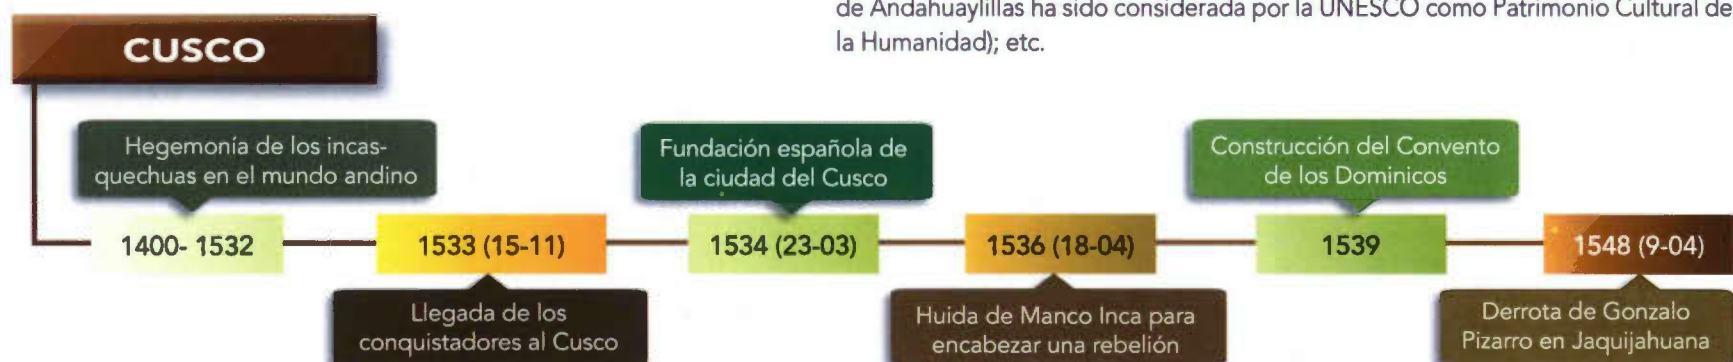 de Andahuaylillas ha sido considerada por la UNESCO como Patrimonio Cultural de
la Humanidad); etc.
CUSCO
Hegemonía de los incas-
quechuas en el mundo andino
1400- 1532
1533 (15-11)
Llegada de los
conquistadores al Cusco
Fundación española de
la ciudad del Cusco
1534 (23-03)
1536 (18-04)
Huida de Manco Inca para
encabezar una rebelión
Construcción del Convento
de los Dominicos
1539
1548 (9-04)
Derrota de Gonzalo
Pizarro en Jaquijahuana